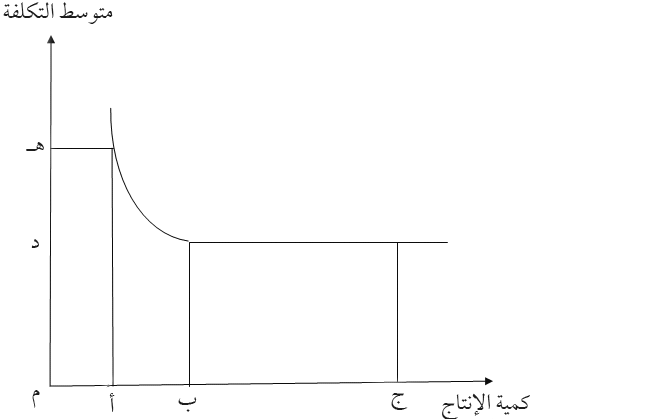 متوسط التكلفة
هـ
د
م
أ
ب
ج
كمية الإنتاج